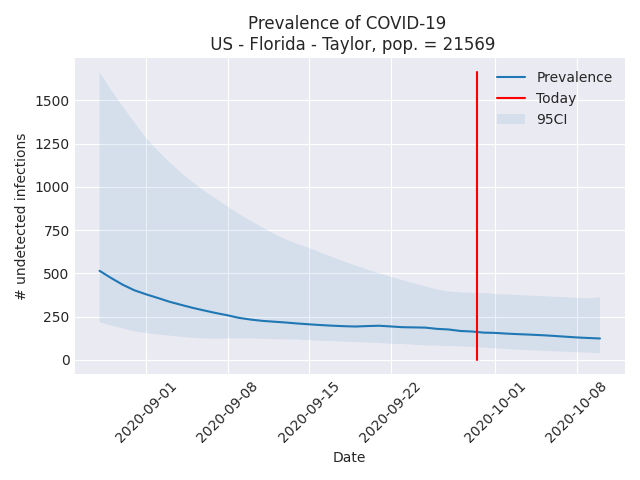 Prevalence of COVID-19
US - Florida - Taylor, pop. = 21569
# undetected infections
1500
1250
1000
750
500
250
0
Prevalence
Today
95CI
2020-09-01
2020-09-08
2020-09-15
2020-09-22
2020-10-01
2020-10-08
Date